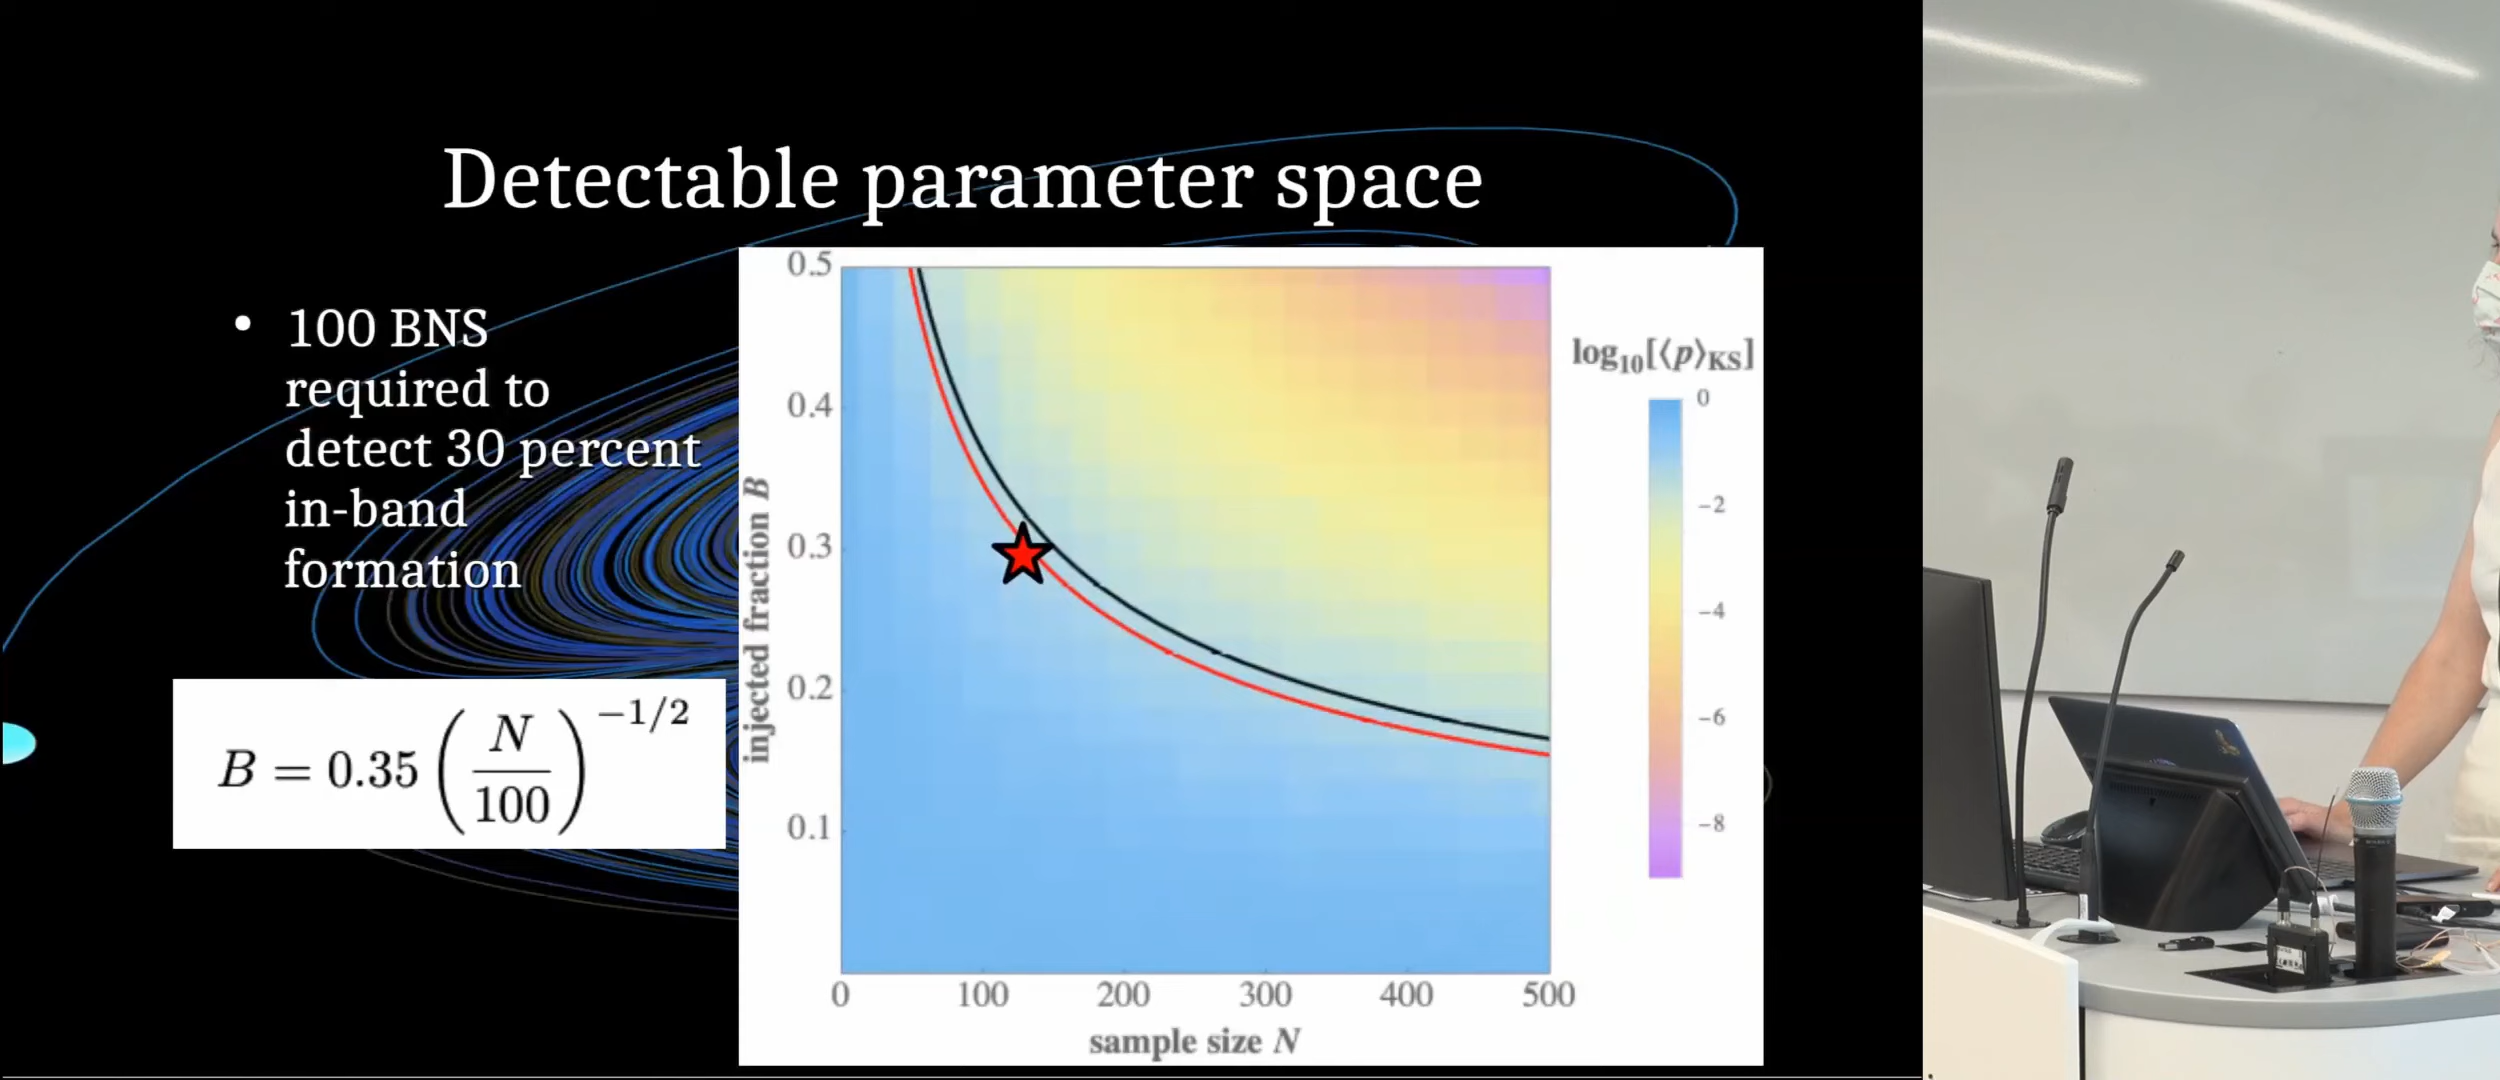 Detectable parameter space
• 100 BNS
required to
detect 30 percent
in-band
formation
B = 0.35 (N/100)^{-1/2}
0.5
0.4
0.3
0.2
0.1
injected fraction B
0 100 200 300 400 500
sample size N
log₁₀[⟨p⟩KS]
0
−2
−4
−6
−8